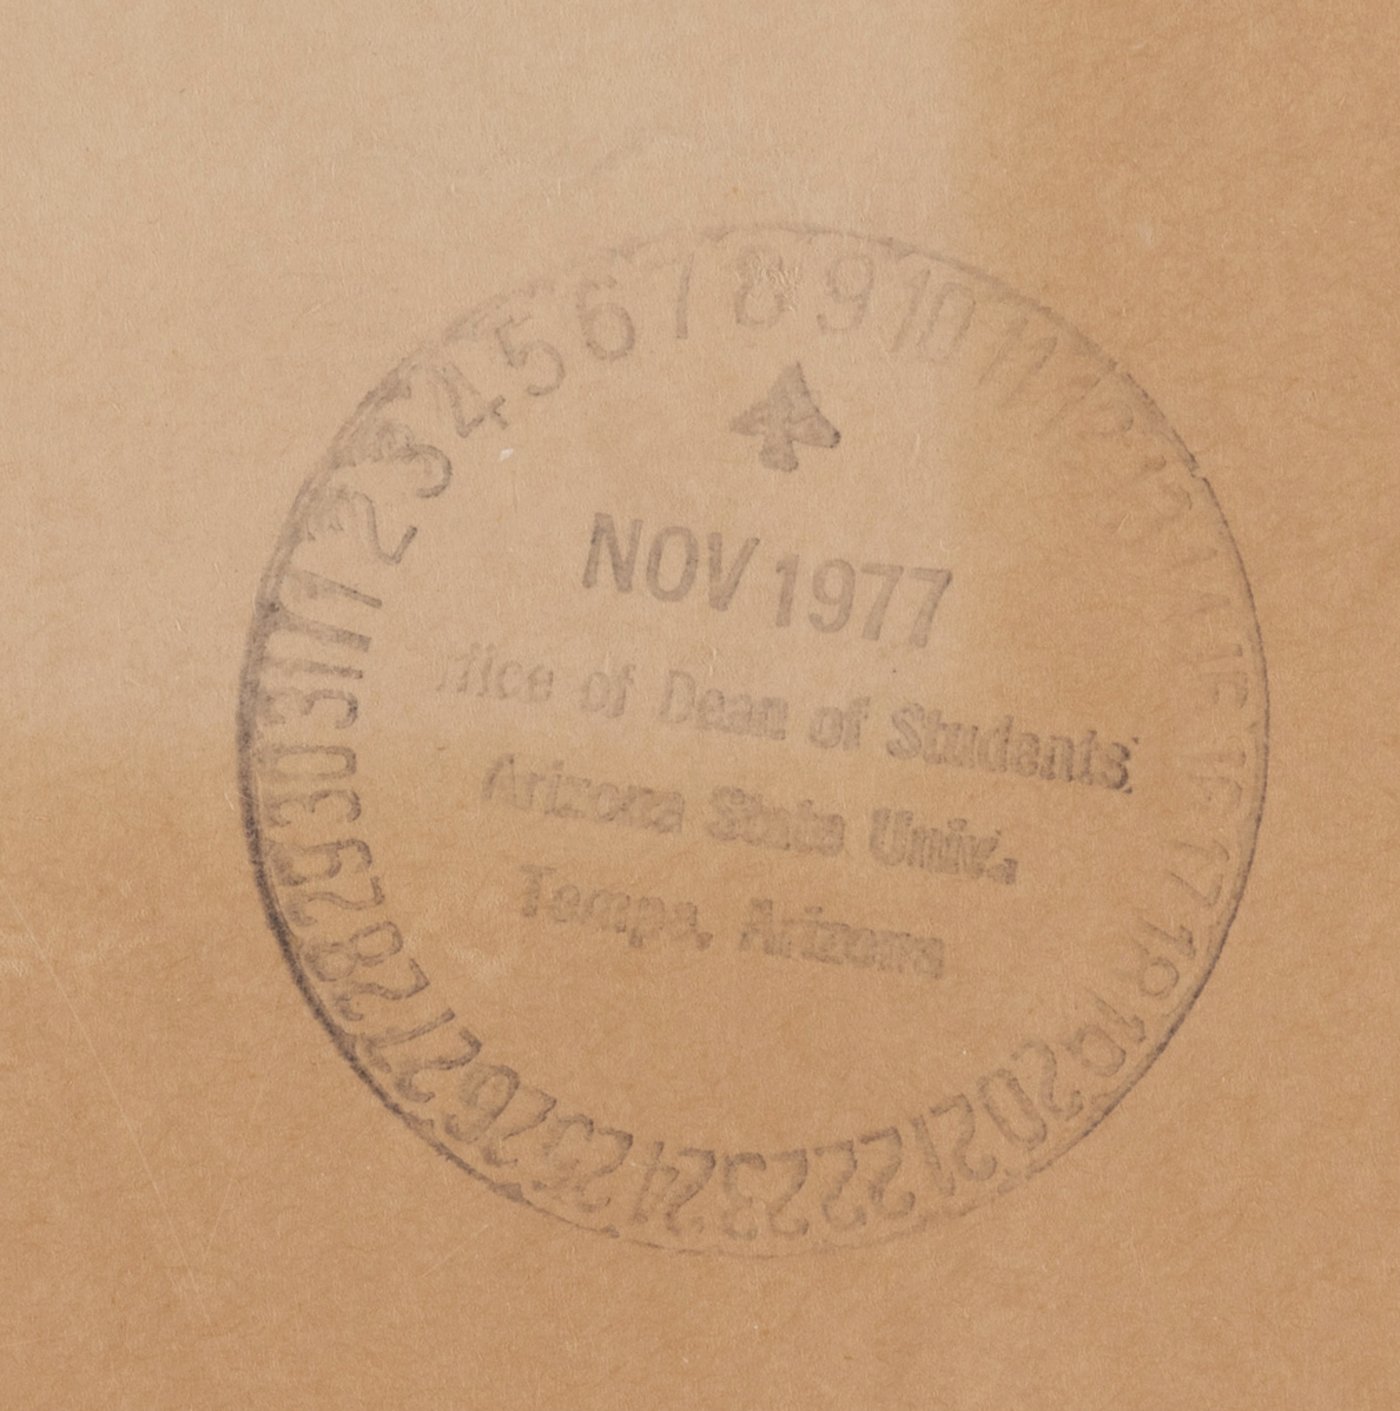 1 2 3 4 5 6 7 8 9 10 11 12 13 14 15 16 17 18 19 20 21 22 23 24 25 26 27 28 29 30 31
NOV 1977
ffice of Dean of Students
Arizona State Univ.
Tempe, Arizona